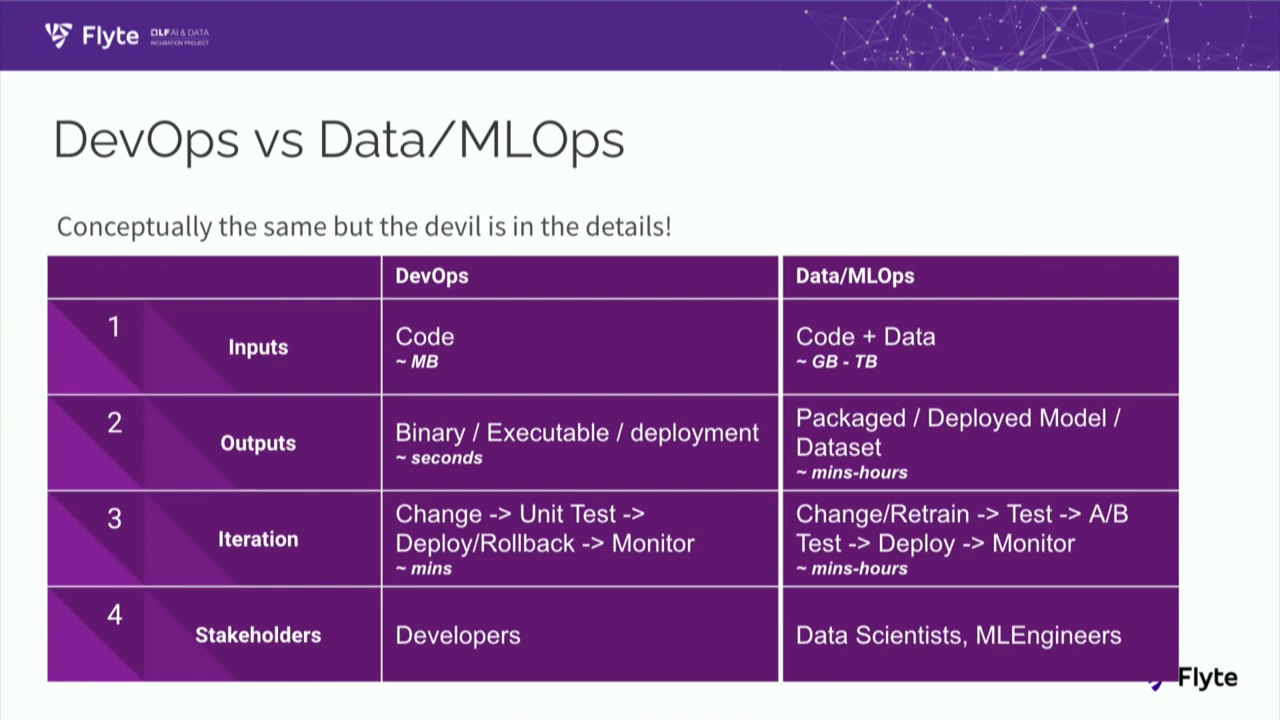 Flyte
LF AI & DATA
INCUBATION PROJECT
DevOps vs Data/MLOps
Conceptually the same but the devil is in the details!
DevOps
Data/MLOps
1
Inputs
Code
~ MB
Code + Data
~ GB - TB
2
Outputs
Binary / Executable / deployment
~ seconds
Packaged / Deployed Model /
Dataset
~ mins-hours
3
Iteration
Change -> Unit Test ->
Deploy/Rollback -> Monitor
~ mins
Change/Retrain -> Test -> A/B
Test -> Deploy -> Monitor
~ mins-hours
4
Stakeholders
Developers
Data Scientists, MLEngineers
Flyte